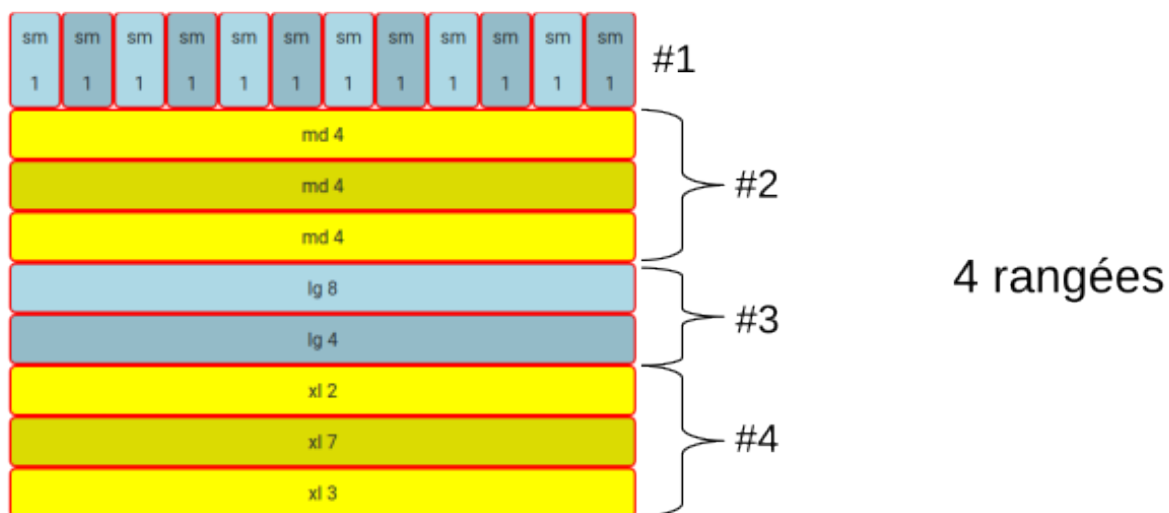 sm sm sm sm sm sm sm sm sm sm sm sm
1 1 1 1 1 1 1 1 1 1 1 1
#1
md 4
md 4
#2
md 4
4 rangées
lg 8
#3
lg 4
xl 2
xl 7
#4
xl 3